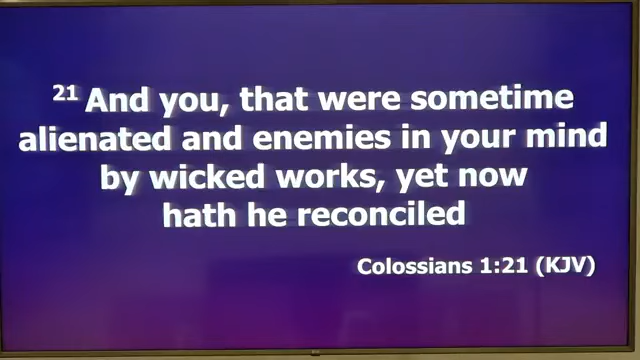 21 And you, that were sometime
alienated and enemies in your mind
by wicked works, yet now
hath he reconciled
Colossians 1:21 (KJV)